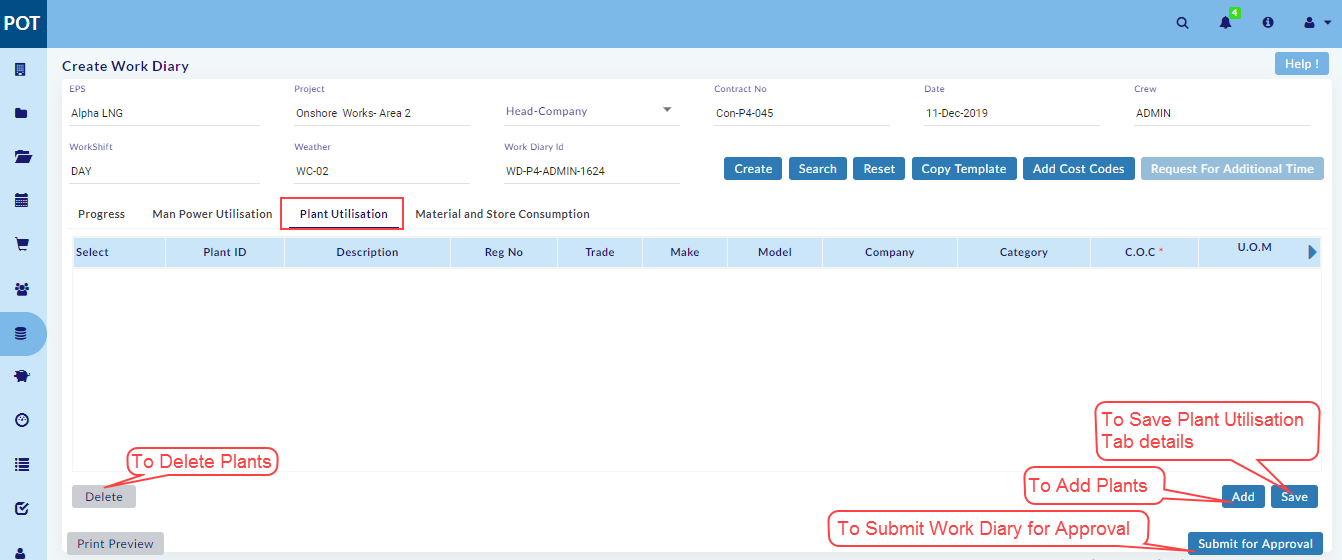 POT
4
Create Work Diary
Help !
EPS Project Contract No Date Crew
Alpha LNG Onshore Works- Area 2 Head-Company Con-P4-045 11-Dec-2019 ADMIN
WorkShift Weather Work Diary Id
DAY WC-02 WD-P4-ADMIN-1624 Create Search Reset Copy Template Add Cost Codes Request For Additional Time
Progress Man Power Utilisation Plant Utilisation Material and Store Consumption
Select Plant ID Description Reg No Trade Make Model Company Category C.O.C * U.O.M
To Save Plant Utilisation
Tab details
To Delete Plants
To Add Plants
Delete Add Save
To Submit Work Diary for Approval
Print Preview Submit for Approval